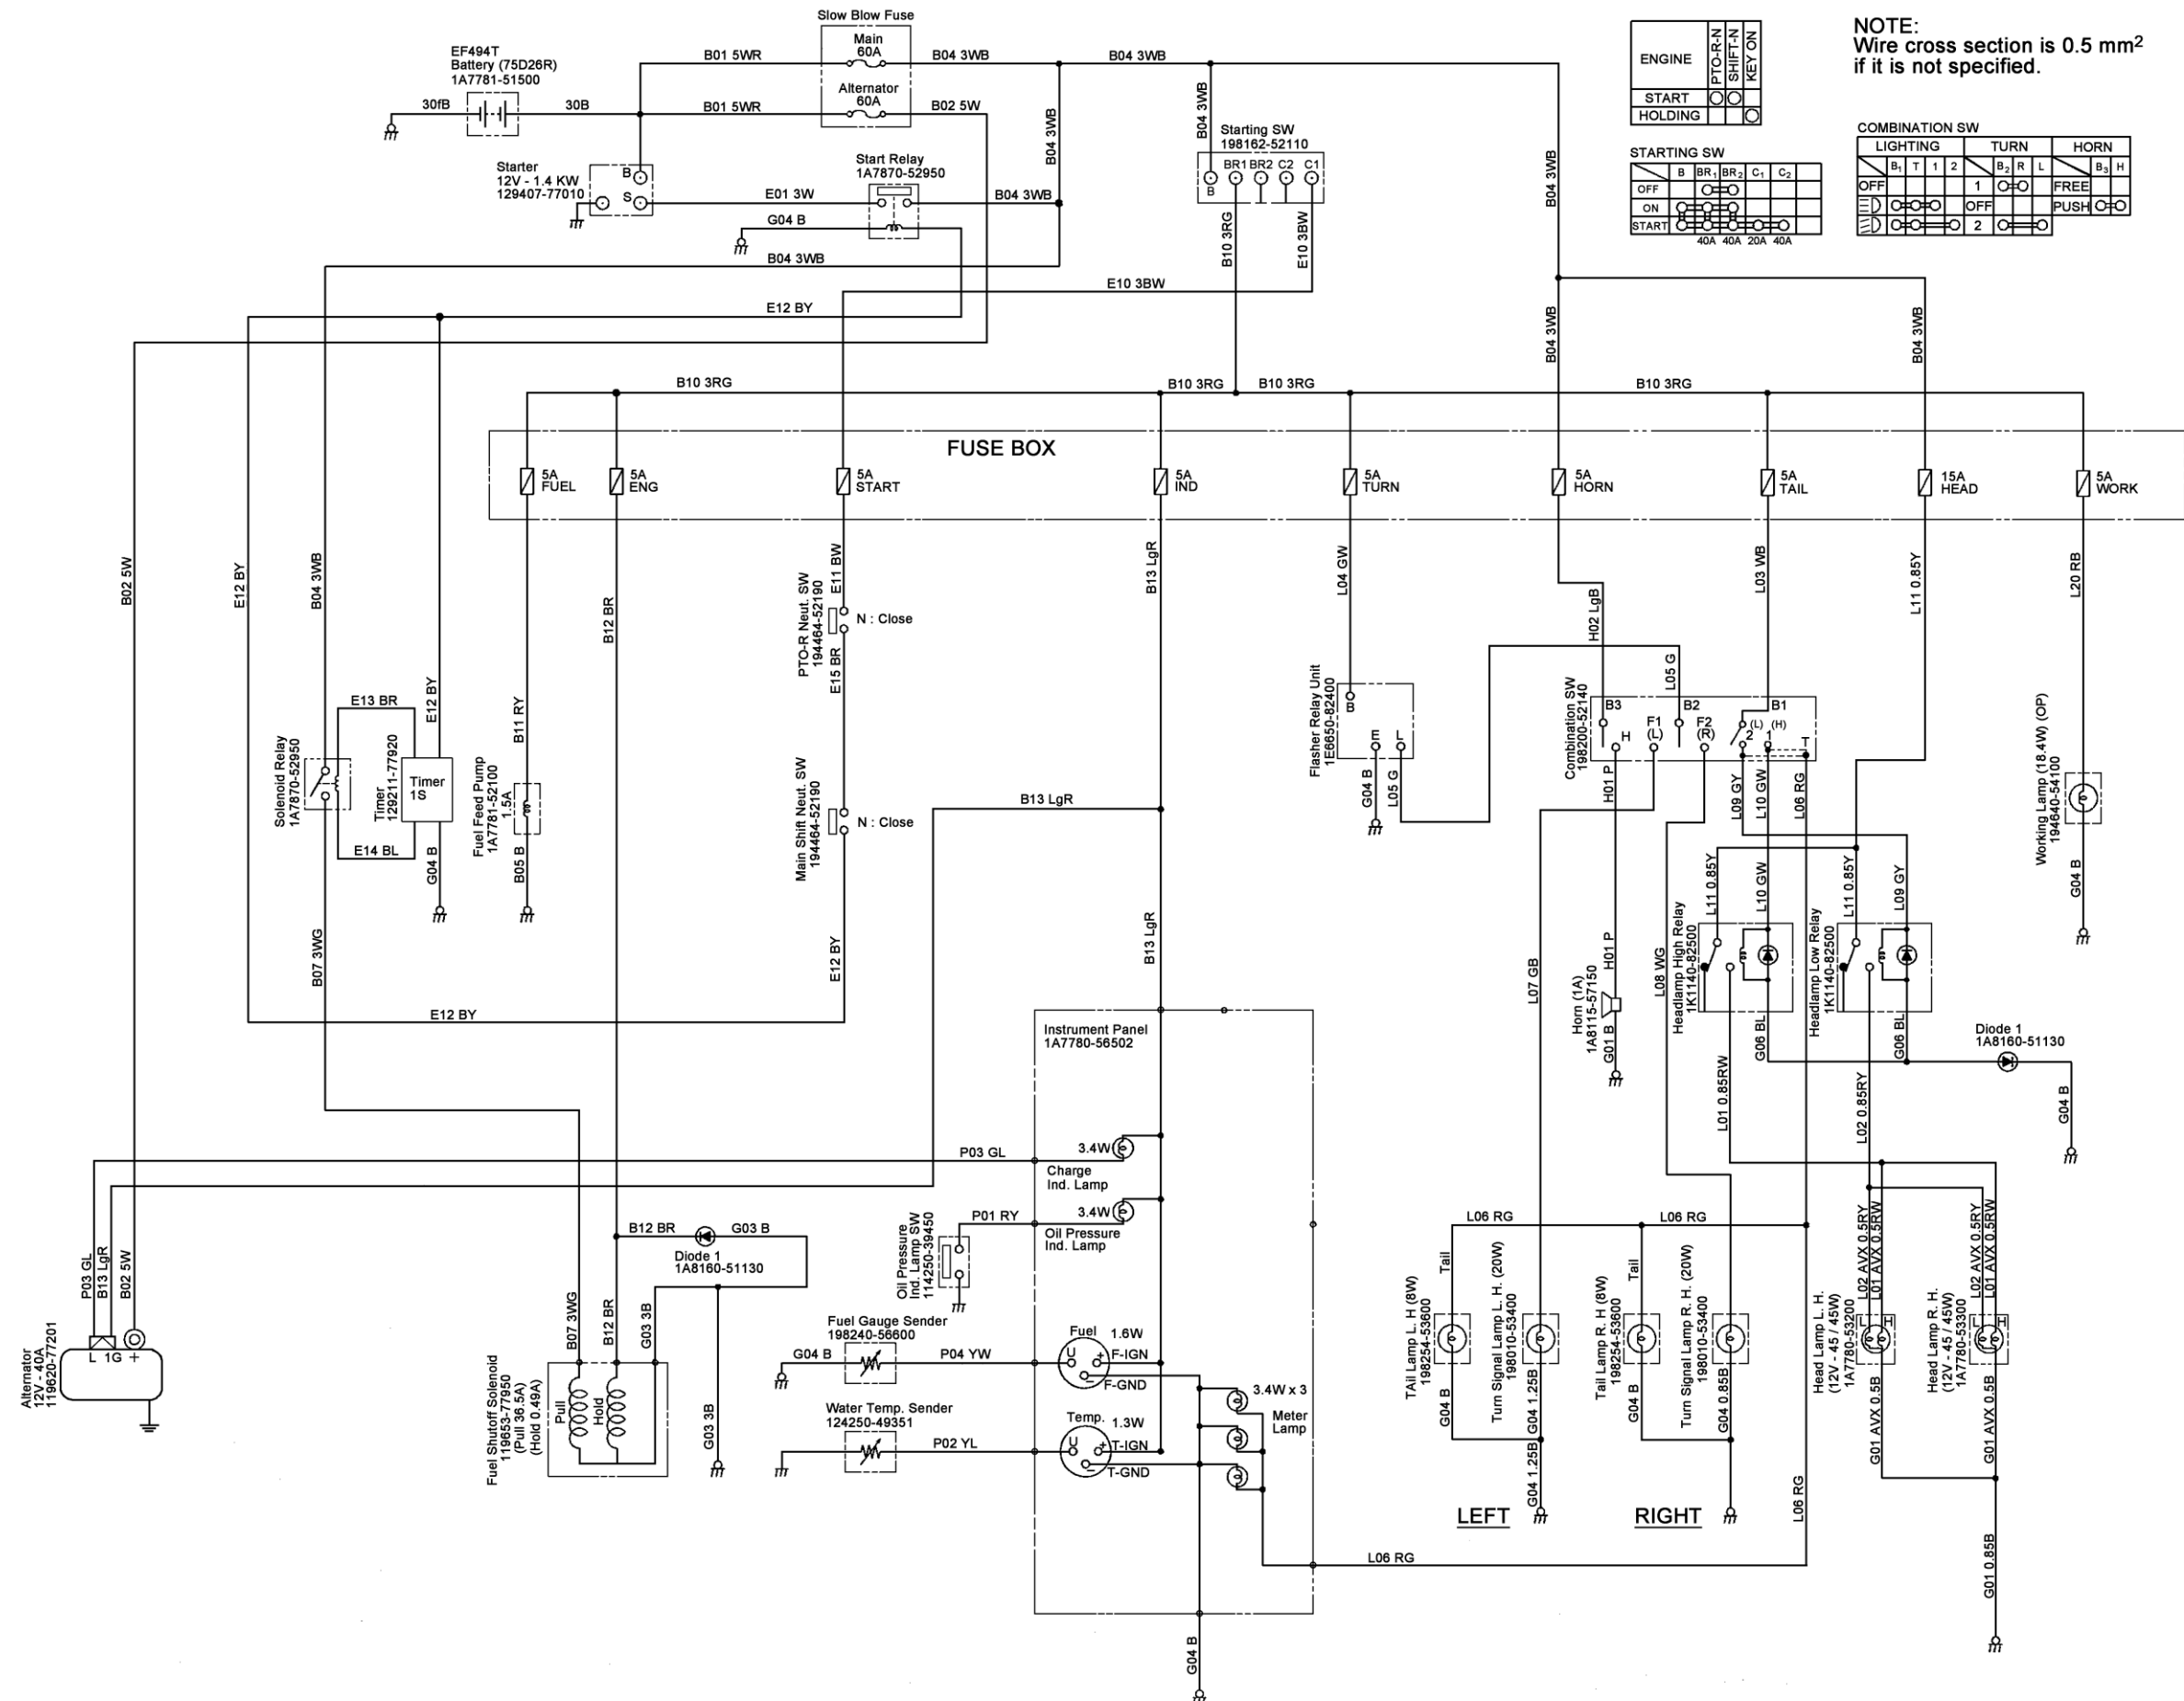 Slow Blow Fuse
Main
60A
Alternator
60A
EF494T
Battery (75D26R)
1A7781-51500
30fB
30B
B01 5WR
B01 5WR
B04 3WB
B02 5W
B04 3WB
B04 3WB
B04 3WB
Starter
12V - 1.4 KW
129407-77010
B
S
Start Relay
1A7870-52950
E01 3W
G04 B
B04 3WB
B04 3WB
E12 BY
E10 3BW
Starting SW
198162-52110
BR1 BR2 C2 C1
B
B10 3RG
E10 3BW
B04 3WB
B04 3WB
B04 3WB
ENGINE
PTO-R-N
SHIFT-N
KEY ON
START
HOLDING
NOTE:
Wire cross section is 0.5 mm2
if it is not specified.
STARTING SW
B BR1 BR2 C1 C2
OFF
ON
START
40A 40A 20A 40A
COMBINATION SW
LIGHTING TURN HORN
B1 T 1 2 B2 R L B3 H
OFF 1 FREE
OFF PUSH
2
B10 3RG
B10 3RG
B10 3RG
B10 3RG
FUSE BOX
5A
FUEL
5A
ENG
5A
START
5A
IND
5A
TURN
5A
HORN
5A
TAIL
15A
HEAD
5A
WORK
B02 5W
E12 BY
B04 3WB
B12 BR
E11 BW
B13 LgR
L04 GW
H02 LgB
L03 WB
L11 0.85Y
L20 RB
PTO-R Neut. SW
194464-52190
N : Close
E15 BR
Main Shift Neut. SW
194464-52190
N : Close
E12 BY
E13 BR
E12 BY
Solenoid Relay
1A7870-52950
Timer
129211-77920
Timer
1S
E14 BL
G04 B
B11 RY
Fuel Feed Pump
1A7781-52100
1.5A
B05 B
B07 3WG
E12 BY
B13 LgR
B13 LgR
Flasher Relay Unit
1E6650-82400
B
E
L
G04 B
L05 G
L05 G
Combination SW
198200-52140
B3
H
F1
(L)
B2
F2
(R)
B1
(L)
(H)
2
1
T
H01 P
L09 GY
L10 GW
L06 RG
Working Lamp (18.4W) (OP)
194640-54100
G04 B
L11 0.85Y
L10 GW
L11 0.85Y
L09 GY
Headlamp High Relay
1K1140-82500
Headlamp Low Relay
1K1140-82500
L07 GB
L08 WG
H01 P
Horn (1A)
1A8115-57150
G01 B
G06 BL
G06 BL
Diode 1
1A8160-51130
G04 B
L01 0.85RW
L02 0.85RY
Instrument Panel
1A7780-56502
P03 GL
3.4W
Charge
Ind. Lamp
P01 RY
3.4W
Oil Pressure
Ind. Lamp
Oil Pressure
Ind. Lamp SW
114250-39450
B12 BR
G03 B
Diode 1
1A8160-51130
P03 GL
B13 LgR
B02 5W
L 1G +
Alternator
12V - 40A
119620-77201
B07 3WG
B12 BR
G03 3B
Fuel Shutoff Solenoid
119653-77950
(Pull 36.5A)
(Hold 0.49A)
Pull
Hold
G03 3B
Fuel Gauge Sender
198240-56600
G04 B
P04 YW
Fuel
1.6W
U
+
F-IGN
−
F-GND
Water Temp. Sender
124250-49351
P02 YL
Temp.
1.3W
U
+
T-IGN
−
T-GND
3.4W x 3
Meter
Lamp
L06 RG
G04 B
L06 RG
L06 RG
Tail
Tail
TAil Lamp L. H (8W)
198254-53600
Turn Signal Lamp L. H. (20W)
198010-53400
Tail Lamp R. H (8W)
198254-53600
Turn Signal Lamp R. H. (20W)
198010-53400
G04 B
G04 1.25B
G04 1.25B
G04 B
G04 0.85B
LEFT
RIGHT
L06 RG
L02 AVX 0.5RY
L01 AVX 0.5RW
L02 AVX 0.5RY
L01 AVX 0.5RW
Head Lamp L. H.
(12V - 45 / 45W)
1A7780-53200
L
H
Head Lamp R. H.
(12V - 45 / 45W)
1A7780-53300
L
H
G01 AVX 0.5B
G01 AVX 0.5B
G01 0.85B